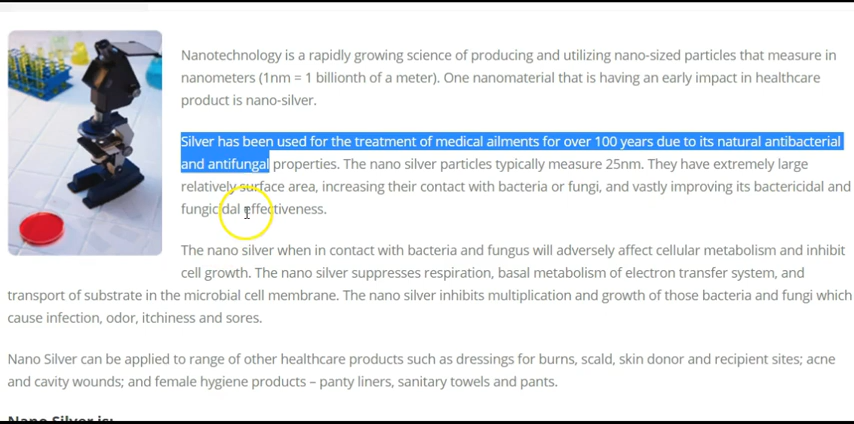 Nanotechnology is a rapidly growing science of producing and utilizing nano-sized particles that measure in
nanometers (1nm = 1 billionth of a meter). One nanomaterial that is having an early impact in healthcare
product is nano-silver.
Silver has been used for the treatment of medical ailments for over 100 years due to its natural antibacterial
and antifungal properties. The nano silver particles typically measure 25nm. They have extremely large
relatively surface area, increasing their contact with bacteria or fungi, and vastly improving its bactericidal and
fungicidal effectiveness.
The nano silver when in contact with bacteria and fungus will adversely affect cellular metabolism and inhibit
cell growth. The nano silver suppresses respiration, basal metabolism of electron transfer system, and
transport of substrate in the microbial cell membrane. The nano silver inhibits multiplication and growth of those bacteria and fungi which
cause infection, odor, itchiness and sores.
Nano Silver can be applied to range of other healthcare products such as dressings for burns, scald, skin donor and recipient sites; acne
and cavity wounds; and female hygiene products – panty liners, sanitary towels and pants.
Nano Silver is: